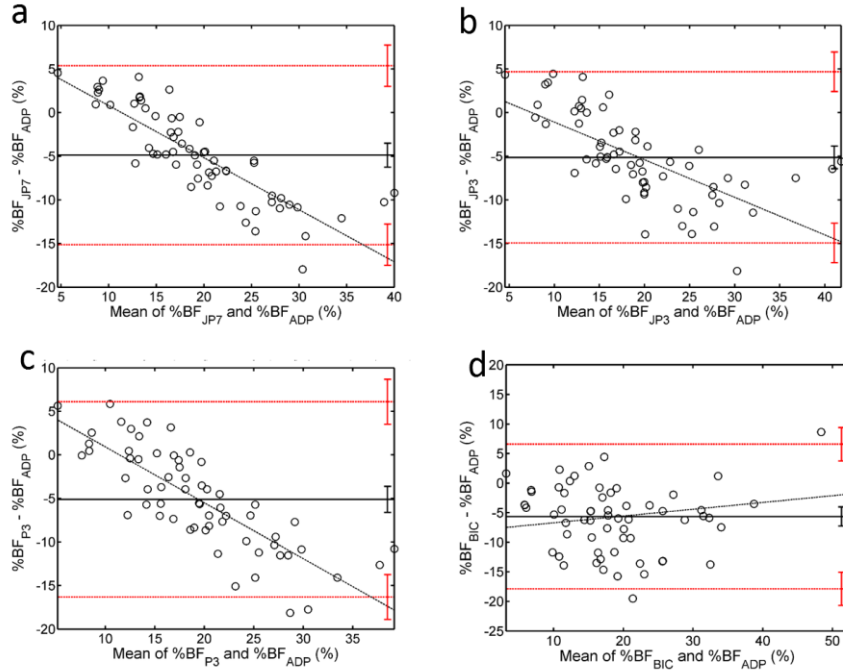 a
%BF_JP7 - %BF_ADP (%)
10
5
0
-5
-10
-15
-20
5 10 15 20 25 30 35 40
Mean of %BF_JP7 and %BF_ADP (%)
b
%BF_JP3 - %BF_ADP (%)
10
5
0
-5
-10
-15
-20
5 10 15 20 25 30 35 40
Mean of %BF_JP3 and %BF_ADP (%)
c
%BF_P3 - %BF_ADP (%)
10
5
0
-5
-10
-15
-20
10 15 20 25 30 35
Mean of %BF_P3 and %BF_ADP (%)
d
%BF_BIC - %BF_ADP (%)
20
15
10
5
0
-5
-10
-15
-20
-25
10 20 30 40 50
Mean of %BF_BIC and %BF_ADP (%)